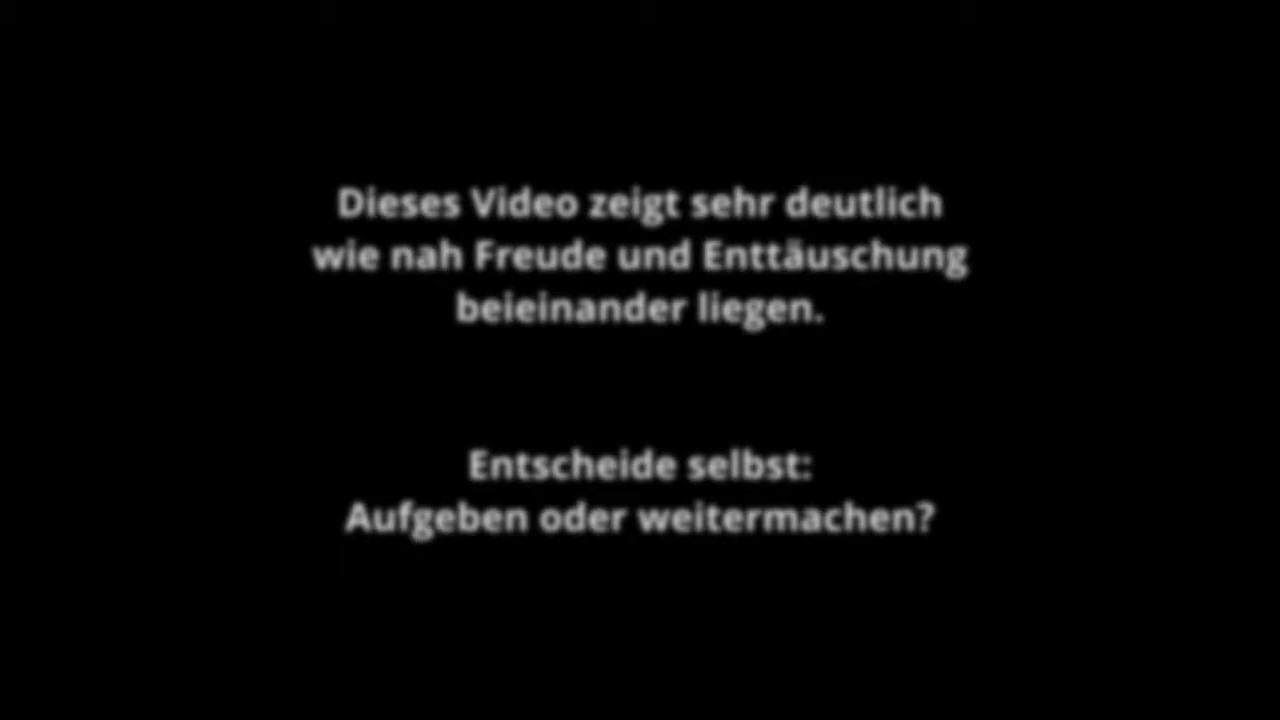 Dieses Video zeigt sehr deutlich
wie nah Freude und Enttäuschung
beieinander liegen.
Entscheide selbst:
Aufgeben oder weitermachen?